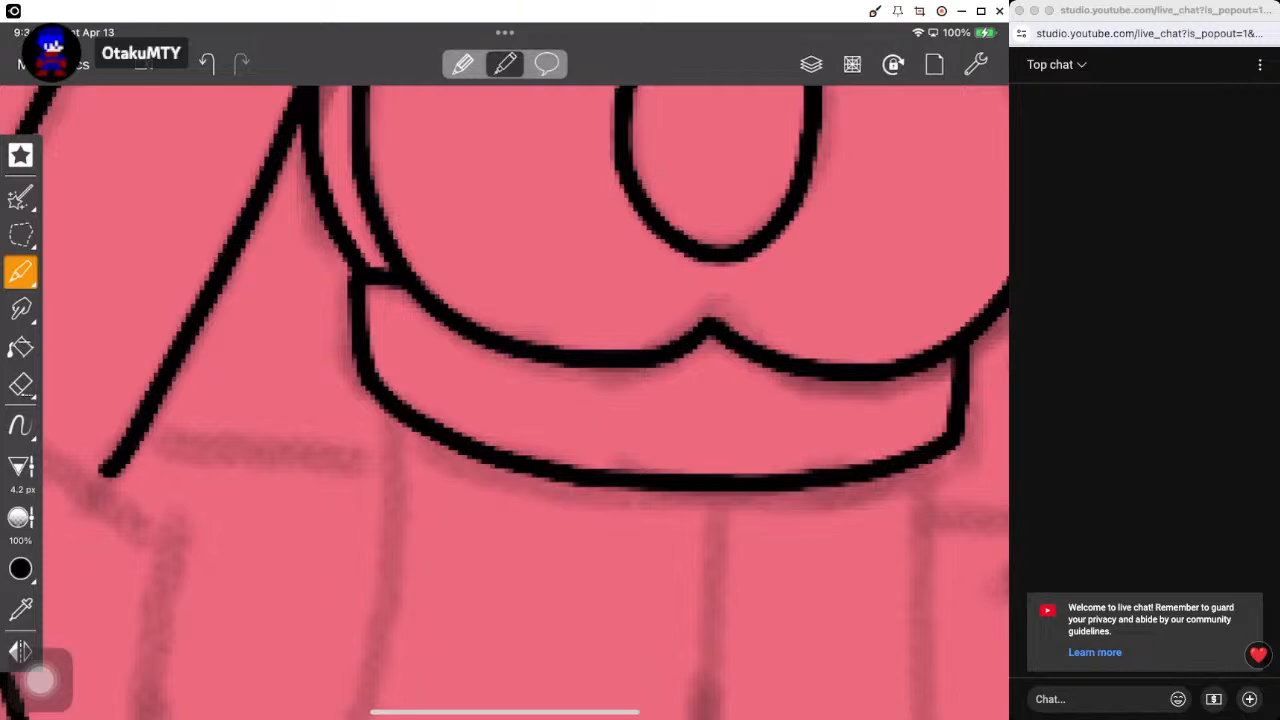 studio.youtube.com/live_chat?is_popout=1...
studio.youtube.com/live_chat?is_popout=1&...
9:3
at Apr 13
100%
OtakuMTY
Top chat
4.2 px
100%
Welcome to live chat! Remember to guard
your privacy and abide by our community
guidelines.
Learn more
Chat...